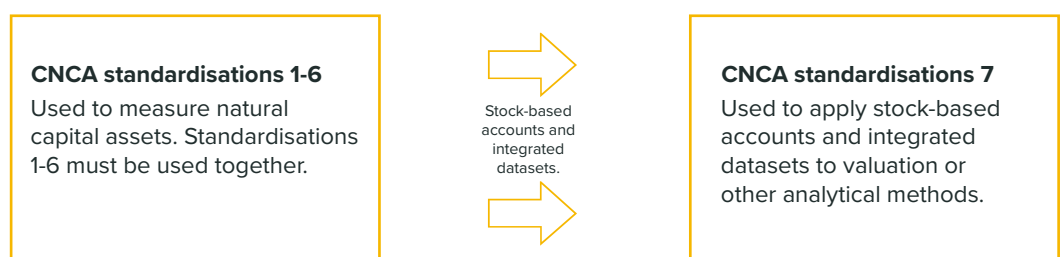 CNCA standardisations 1-6
Used to measure natural
capital assets. Standardisations
1-6 must be used together.
Stock-based
accounts and
integrated
datasets.
CNCA standardisations 7
Used to apply stock-based
accounts and integrated
datasets to valuation or
other analytical methods.